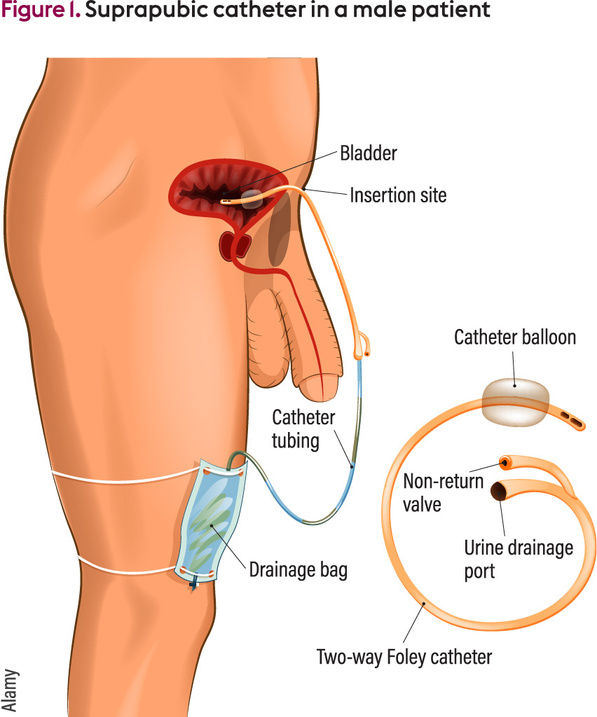 Figure 1. Suprapubic catheter in a male patient
Bladder
Insertion site
Catheter balloon
Catheter
tubing
Non-return
valve
Urine drainage
port
Drainage bag
Two-way Foley catheter
Alamy